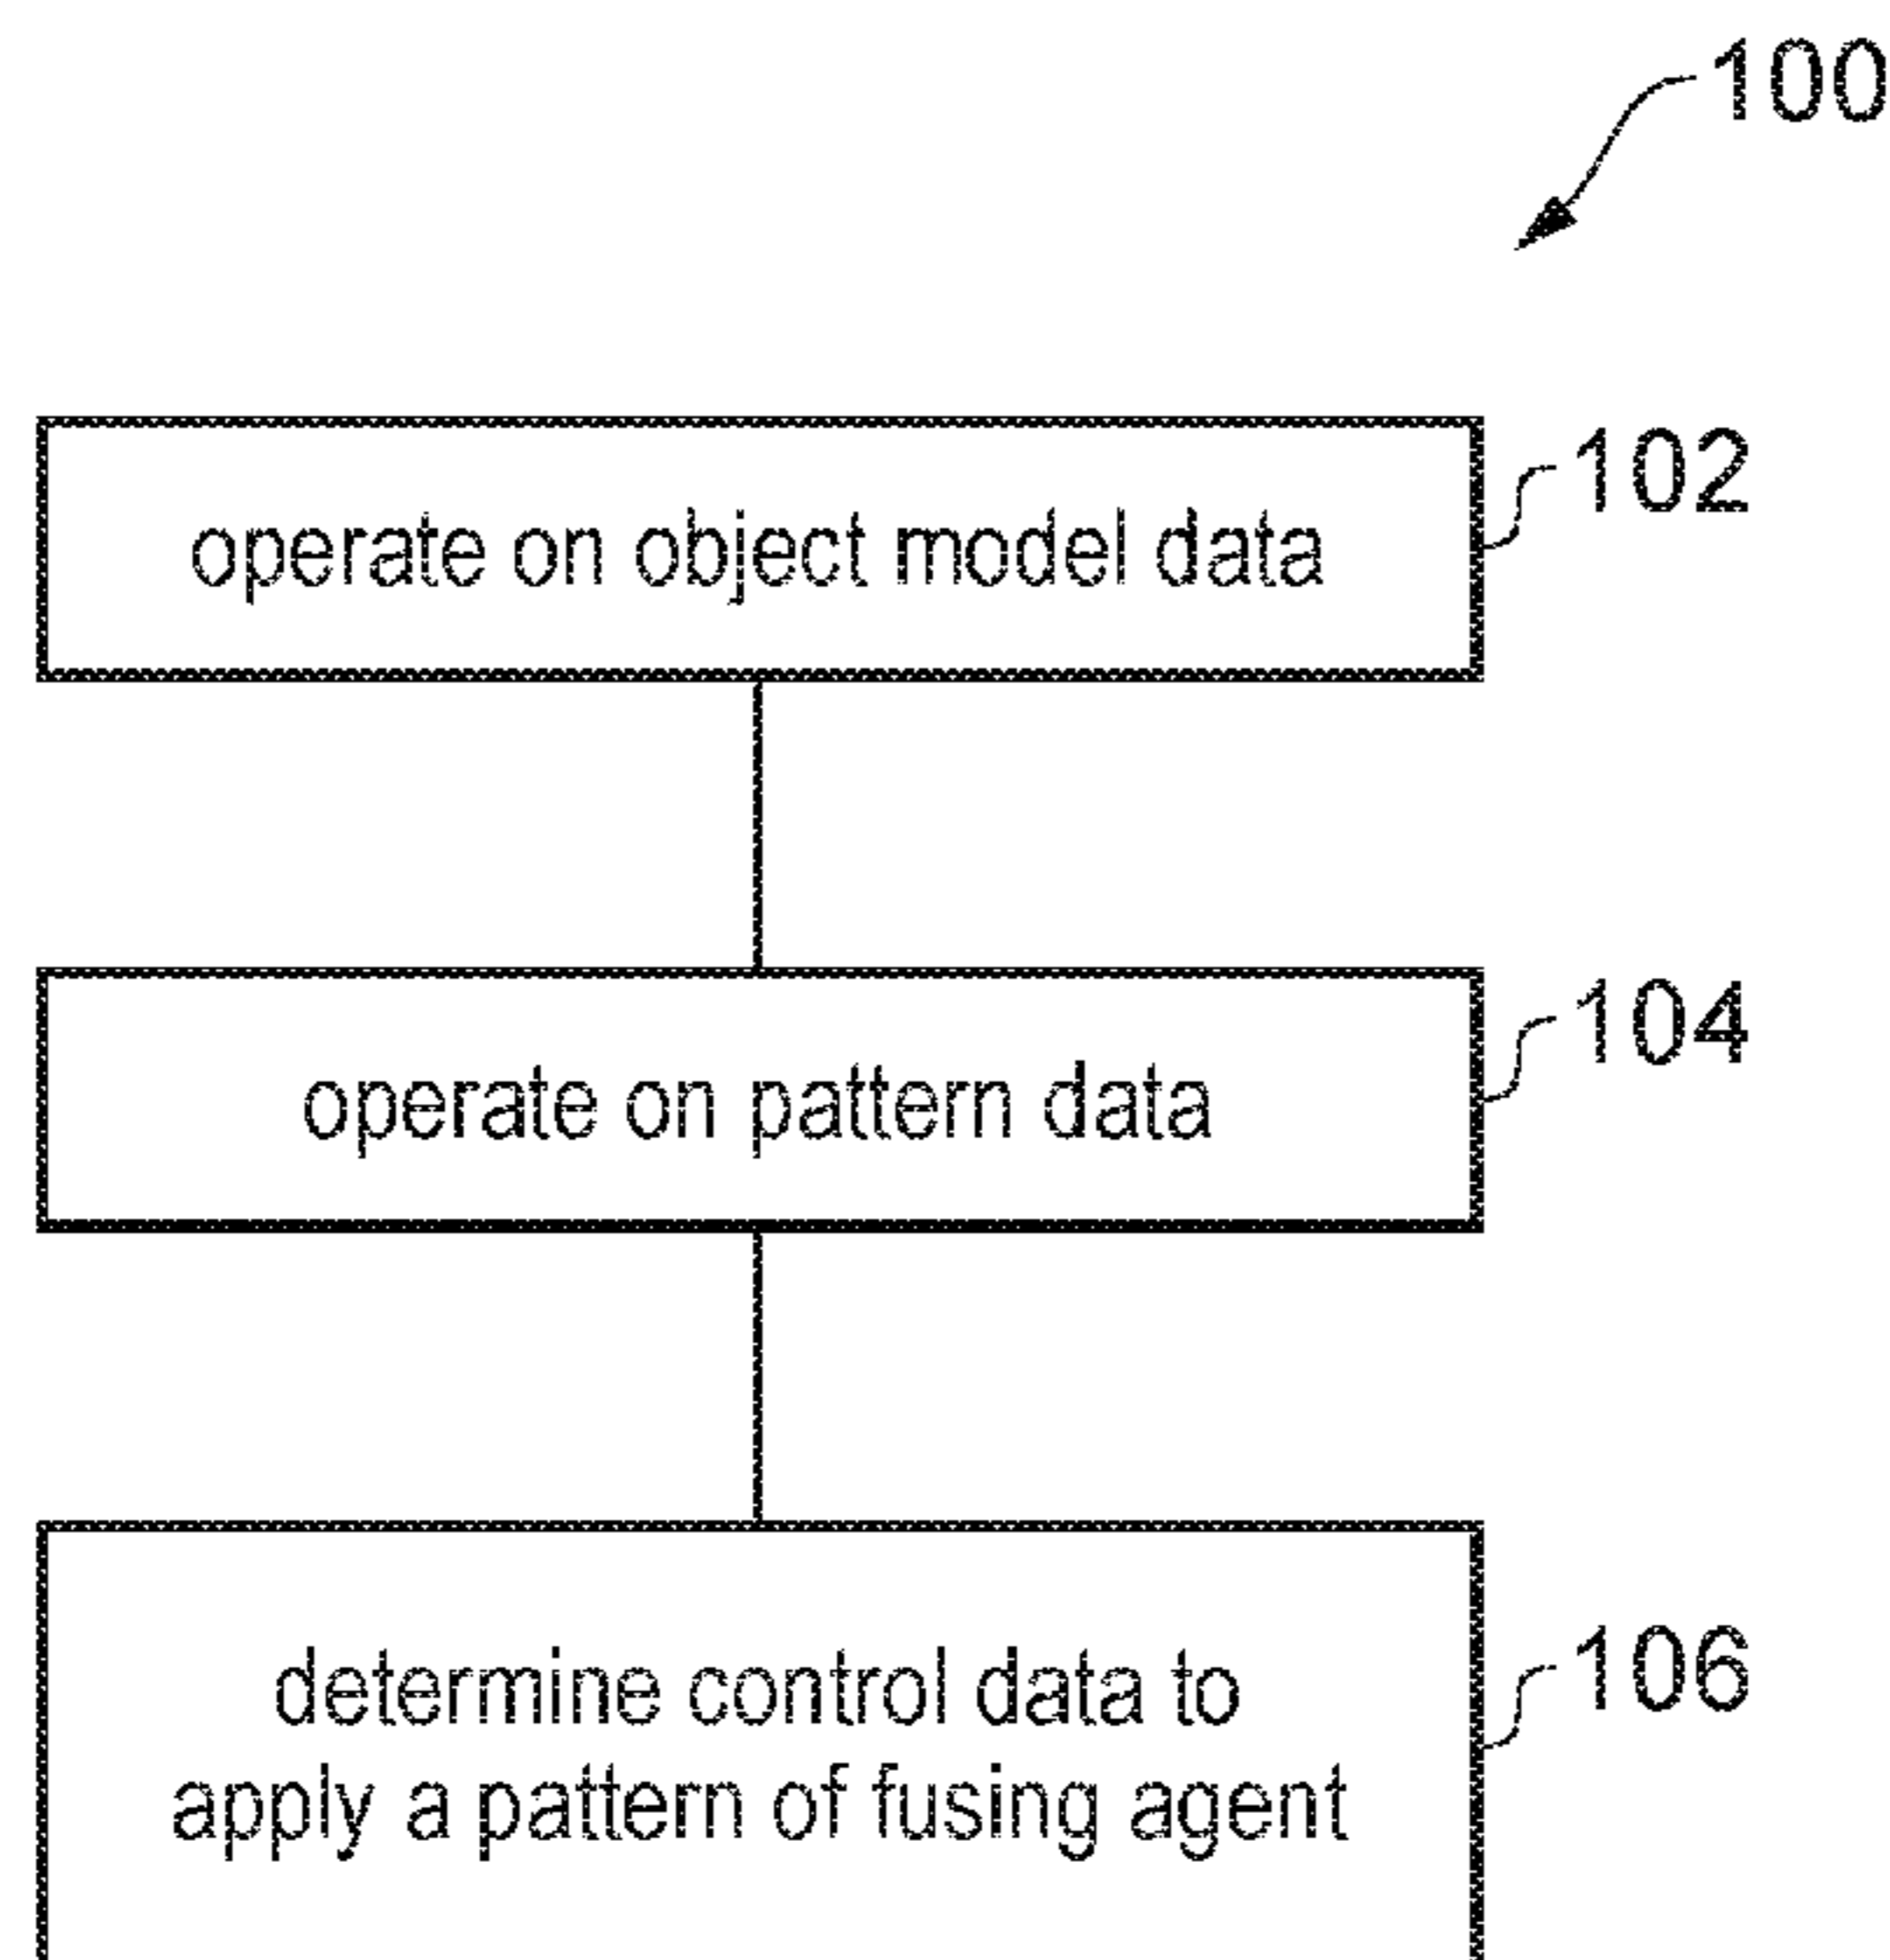 100
operate on object model data
102
operate on pattern data
104
determine control data to
apply a pattern of fusing agent
106